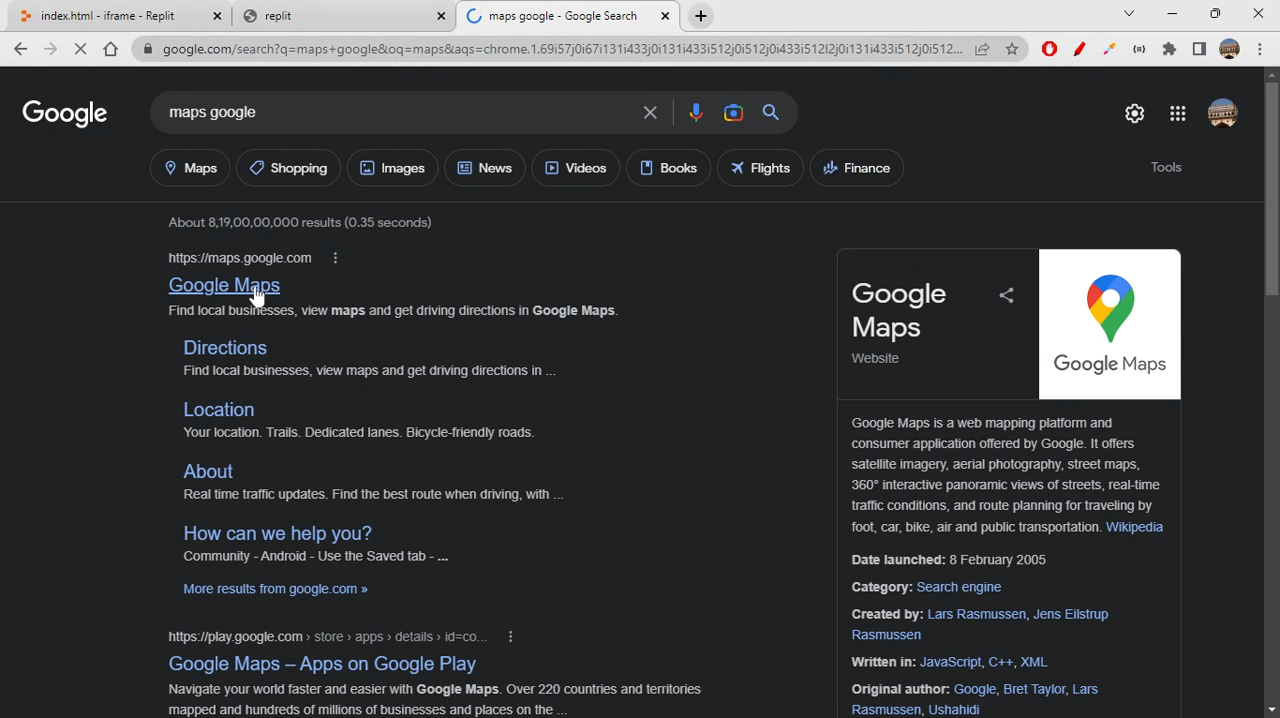 index.html - iframe - Replit
replit
maps google - Google Search
google.com/search?q=maps+google&oq=maps&aqs=chrome.1.69i57j0i67i131i433j0i131i433i512j0i512j0i433i512l2j0i131i433i512j0i512...
Google
maps google
Maps
Shopping
Images
News
Videos
Books
Flights
Finance
Tools
About 8,19,00,00,000 results (0.35 seconds)
https://maps.google.com
Google Maps
Find local businesses, view maps and get driving directions in Google Maps.
Directions
Find local businesses, view maps and get driving directions in ...
Location
Your location. Trails. Dedicated lanes. Bicycle-friendly roads.
About
Real time traffic updates. Find the best route when driving, with ...
How can we help you?
Community - Android - Use the Saved tab - ...
More results from google.com »
https://play.google.com › store › apps › details › id=co...
Google Maps – Apps on Google Play
Navigate your world faster and easier with Google Maps. Over 220 countries and territories
mapped and hundreds of millions of businesses and places on the ...
Google
Maps
Website
Google Maps
Google Maps is a web mapping platform and
consumer application offered by Google. It offers
satellite imagery, aerial photography, street maps,
360° interactive panoramic views of streets, real-time
traffic conditions, and route planning for traveling by
foot, car, bike, air and public transportation. Wikipedia
Date launched: 8 February 2005
Category: Search engine
Created by: Lars Rasmussen, Jens Eilstrup
Rasmussen
Written in: JavaScript, C++, XML
Original author: Google, Bret Taylor, Lars
Rasmussen, Ushahidi